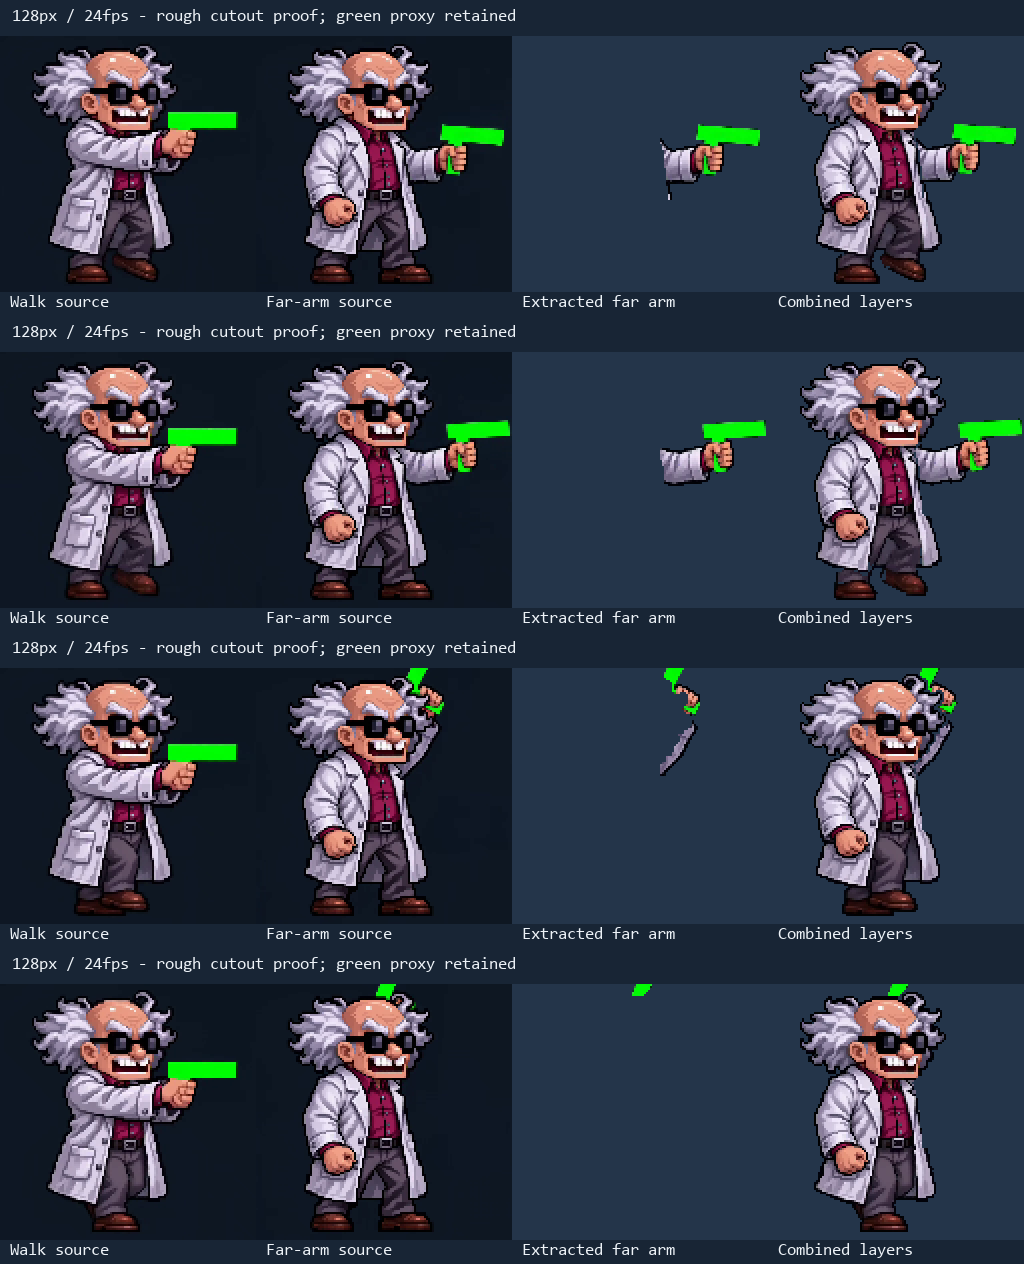 128px / 24fps - rough cutout proof; green proxy retained
Walk source Far-arm source Extracted far arm Combined layers
128px / 24fps - rough cutout proof; green proxy retained
Walk source Far-arm source Extracted far arm Combined layers
128px / 24fps - rough cutout proof; green proxy retained
Walk source Far-arm source Extracted far arm Combined layers
128px / 24fps - rough cutout proof; green proxy retained
Walk source Far-arm source Extracted far arm Combined layers